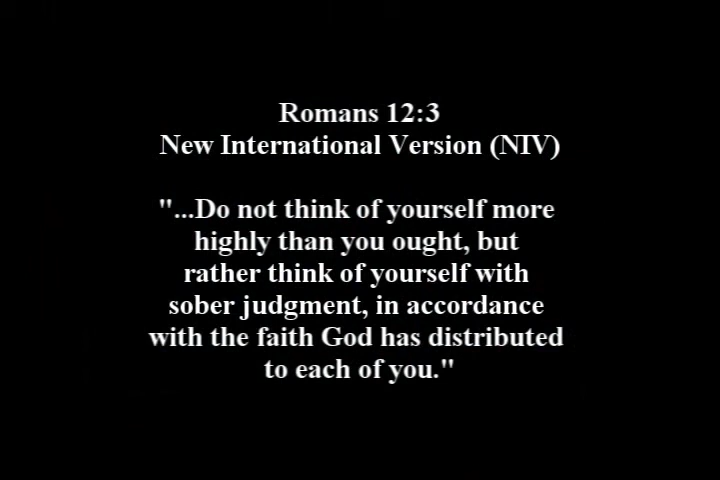 Romans 12:3
New International Version (NIV)
"...Do not think of yourself more
highly than you ought, but
rather think of yourself with
sober judgment, in accordance
with the faith God has distributed
to each of you."